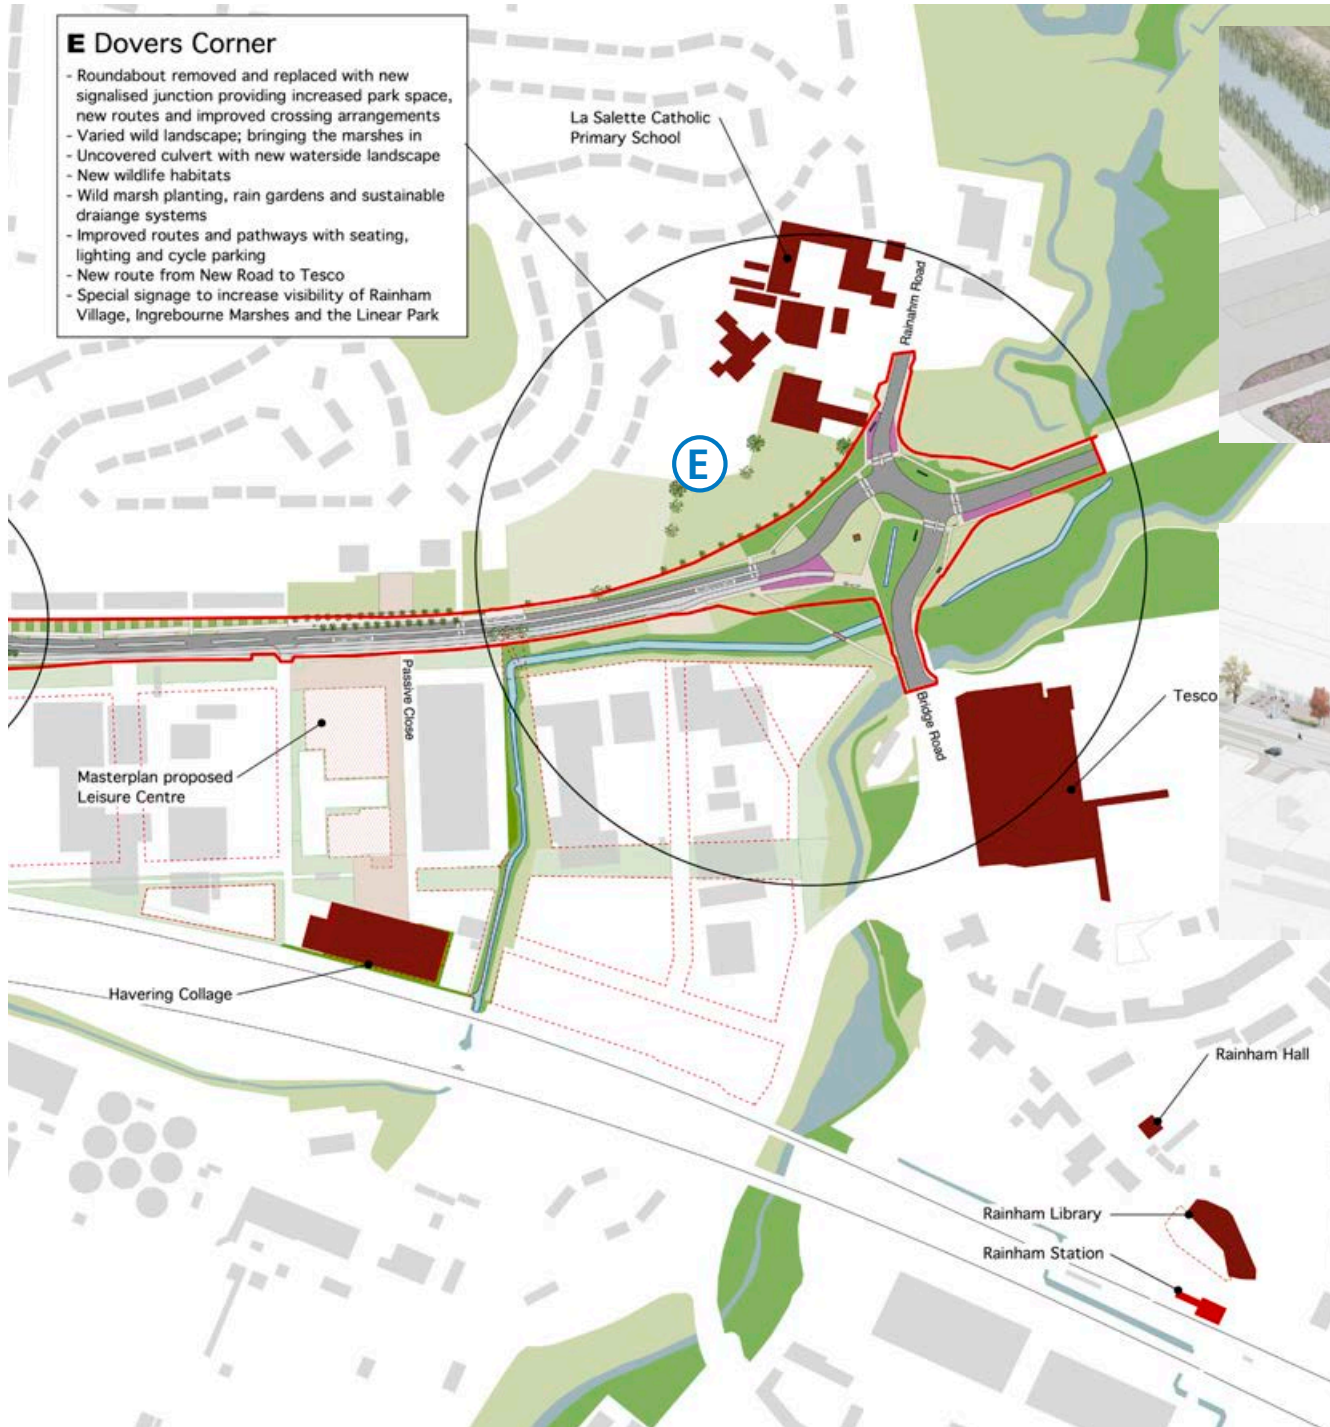 E Dovers Corner
- Roundabout removed and replaced with new
signalised junction providing increased park space,
new routes and improved crossing arrangements
- Varied wild landscape; bringing the marshes in
- Uncovered culvert with new waterside landscape
- New wildlife habitats
- Wild marsh planting, rain gardens and sustainable
draiange systems
- Improved routes and pathways with seating,
lighting and cycle parking
- New route from New Road to Tesco
- Special signage to increase visibility of Rainham
Village, Ingrebourne Marshes and the Linear Park
La Salette Catholic
Primary School
Rainahm Road
E
Passive Close
Bridge Road
Tesco
Masterplan proposed
Leisure Centre
Havering Collage
Rainham Hall
Rainham Library
Rainham Station